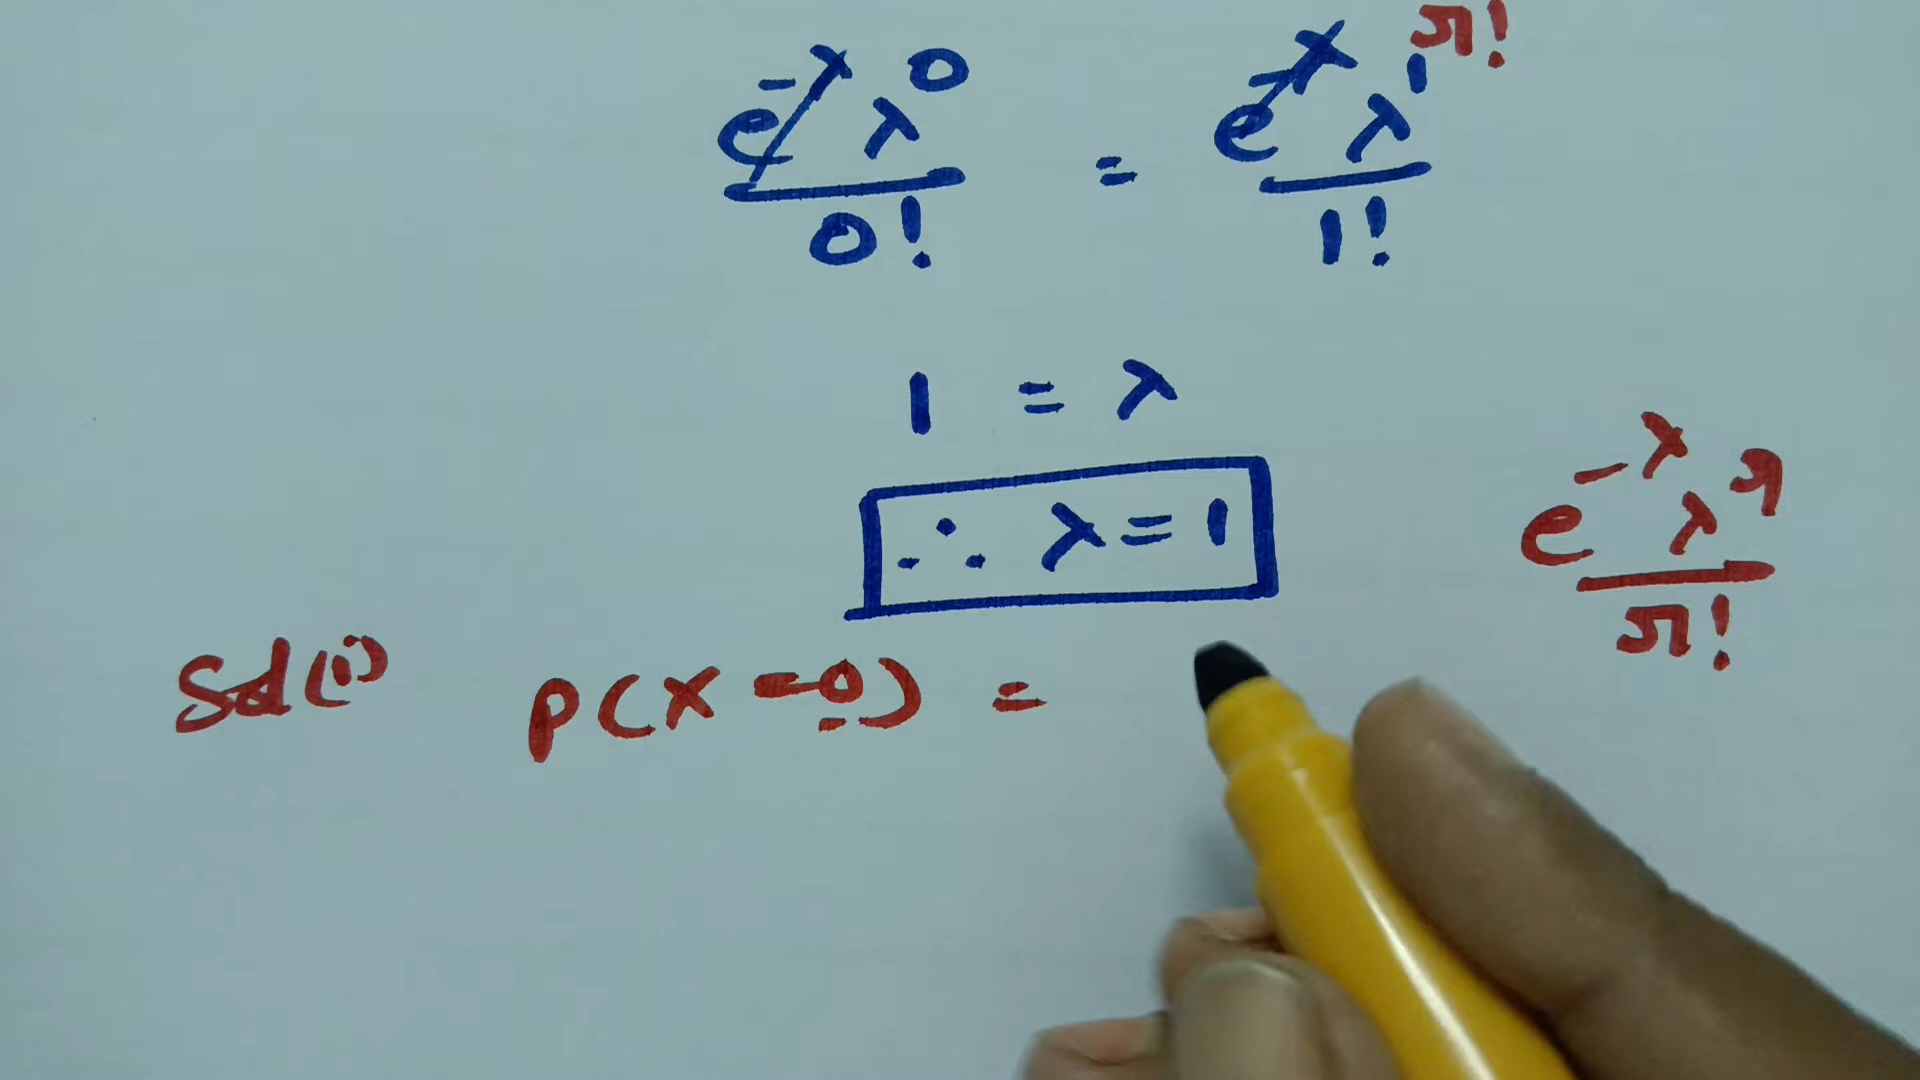 r!
e^-λ λ^0 / 0! = e^-λ λ^1 / 1!
1 = λ
∴ λ = 1
e^-λ λ^r / r!
Sol (i) P(X = 0) =